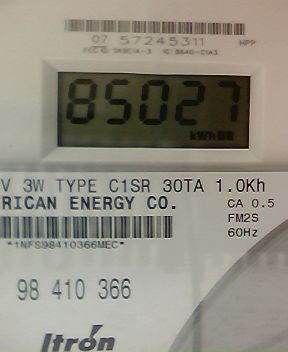 07 57245311 HPP
85027
kWh
V 3W TYPE C1SR 30TA 1.0Kh
RICAN ENERGY CO. CA 0.5
FM2S
60Hz
*1NFS98410366MEC*
98 410 366
Itrón